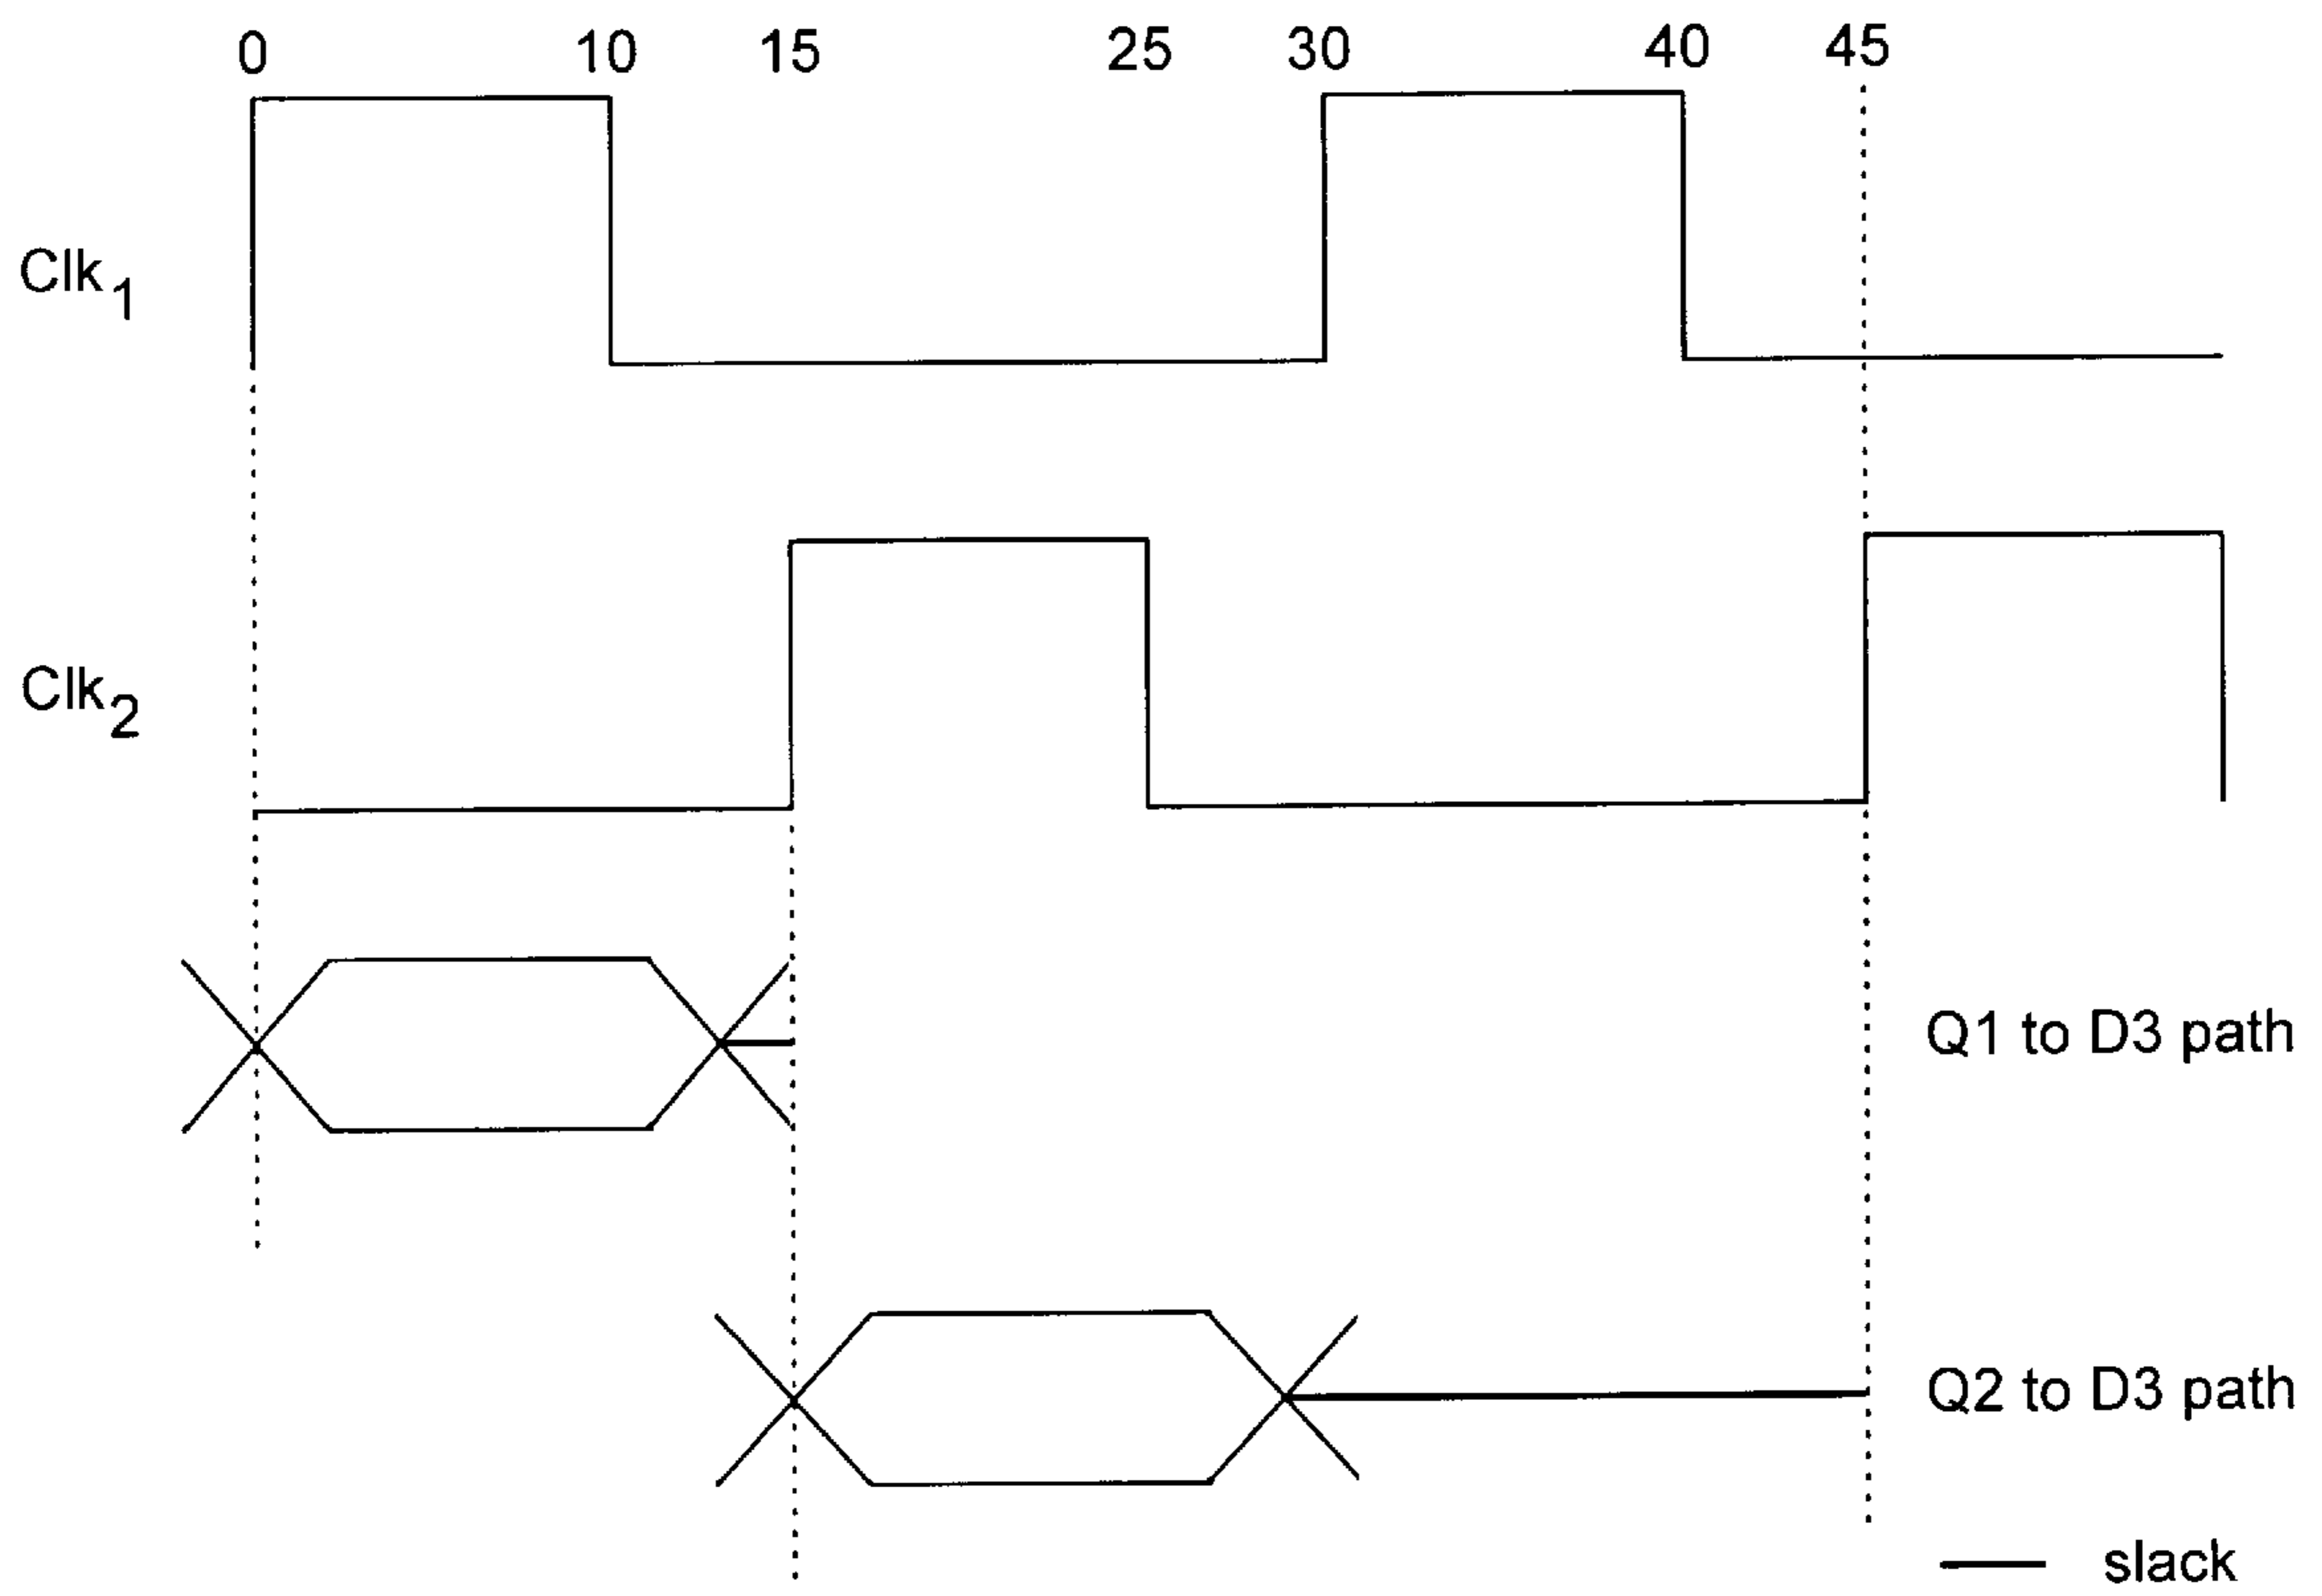 0 10 15 25 30 40 45
Clk1
Clk2
Q1 to D3 path
Q2 to D3 path
slack